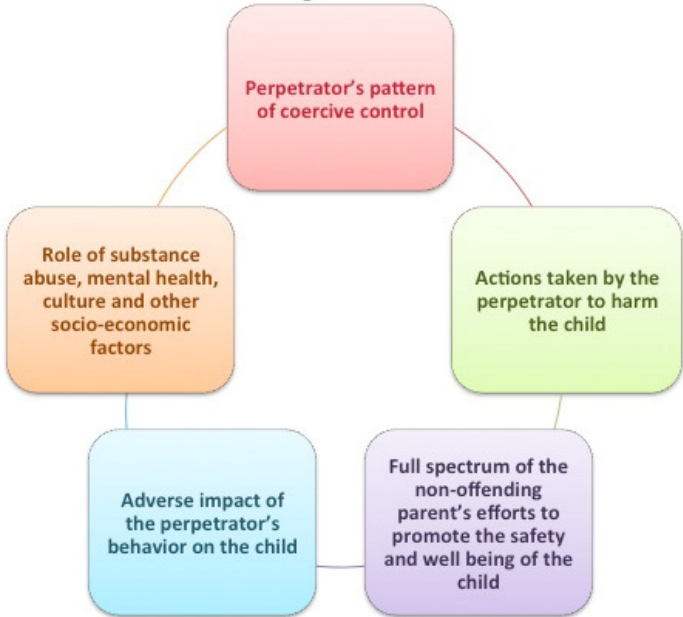 Perpetrator's pattern
of coercive control
Actions taken by the
perpetrator to harm
the child
Full spectrum of the
non-offending
parent's efforts to
promote the safety
and well being of the
child
Adverse impact of
the perpetrator's
behavior on the child
Role of substance
abuse, mental health,
culture and other
socio-economic
factors